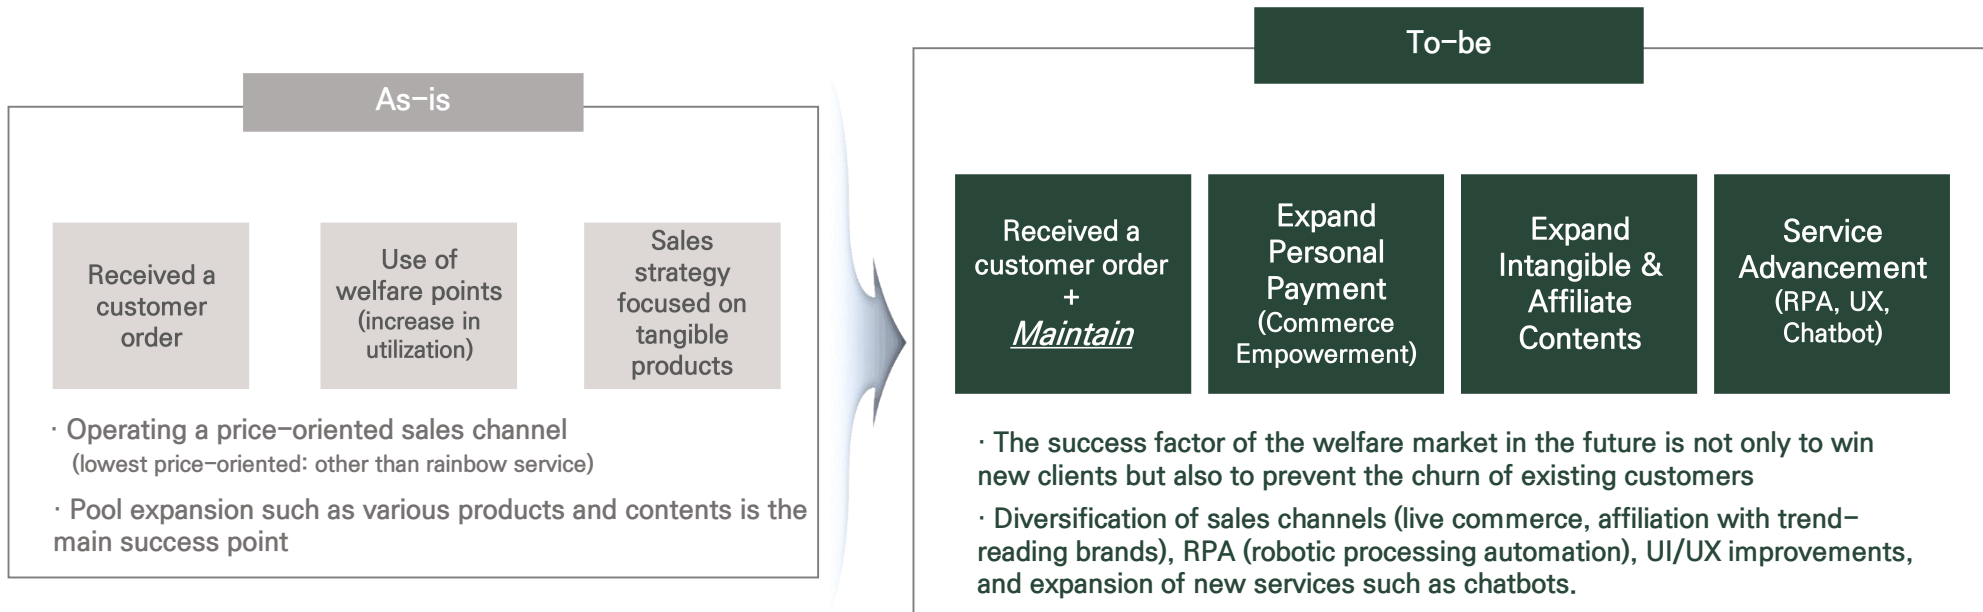 As-is
Received a
customer
order
Use of
welfare points
(increase in
utilization)
Sales
strategy
focused on
tangible
products
· Operating a price-oriented sales channel
(lowest price-oriented: other than rainbow service)
· Pool expansion such as various products and contents is the
main success point
To-be
Received a
customer order
+
Maintain
Expand
Personal
Payment
(Commerce
Empowerment)
Expand
Intangible &
Affiliate
Contents
Service
Advancement
(RPA, UX,
Chatbot)
· The success factor of the welfare market in the future is not only to win
new clients but also to prevent the churn of existing customers
· Diversification of sales channels (live commerce, affiliation with trend-
reading brands), RPA (robotic processing automation), UI/UX improvements,
and expansion of new services such as chatbots.